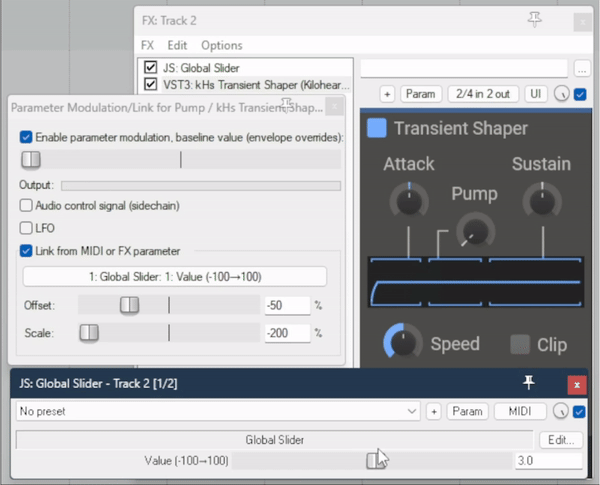 FX: Track 2
FX Edit Options
JS: Global Slider
VST3: kHs Transient Shaper (Kilohear...
...
+ Param 2/4 in 2 out UI
Parameter Modulation/Link for Pump / kHs Transient Shap...
Enable parameter modulation, baseline value (envelope overrides):
Output:
Audio control signal (sidechain)
LFO
Link from MIDI or FX parameter
1: Global Slider: 1: Value (-100→100)
Offset: -50 %
Scale: -200 %
Transient Shaper
Attack Sustain
Pump
Speed Clip
JS: Global Slider - Track 2 [1/2] x
No preset + Param MIDI
Global Slider Edit...
Value (-100→100) 3.0